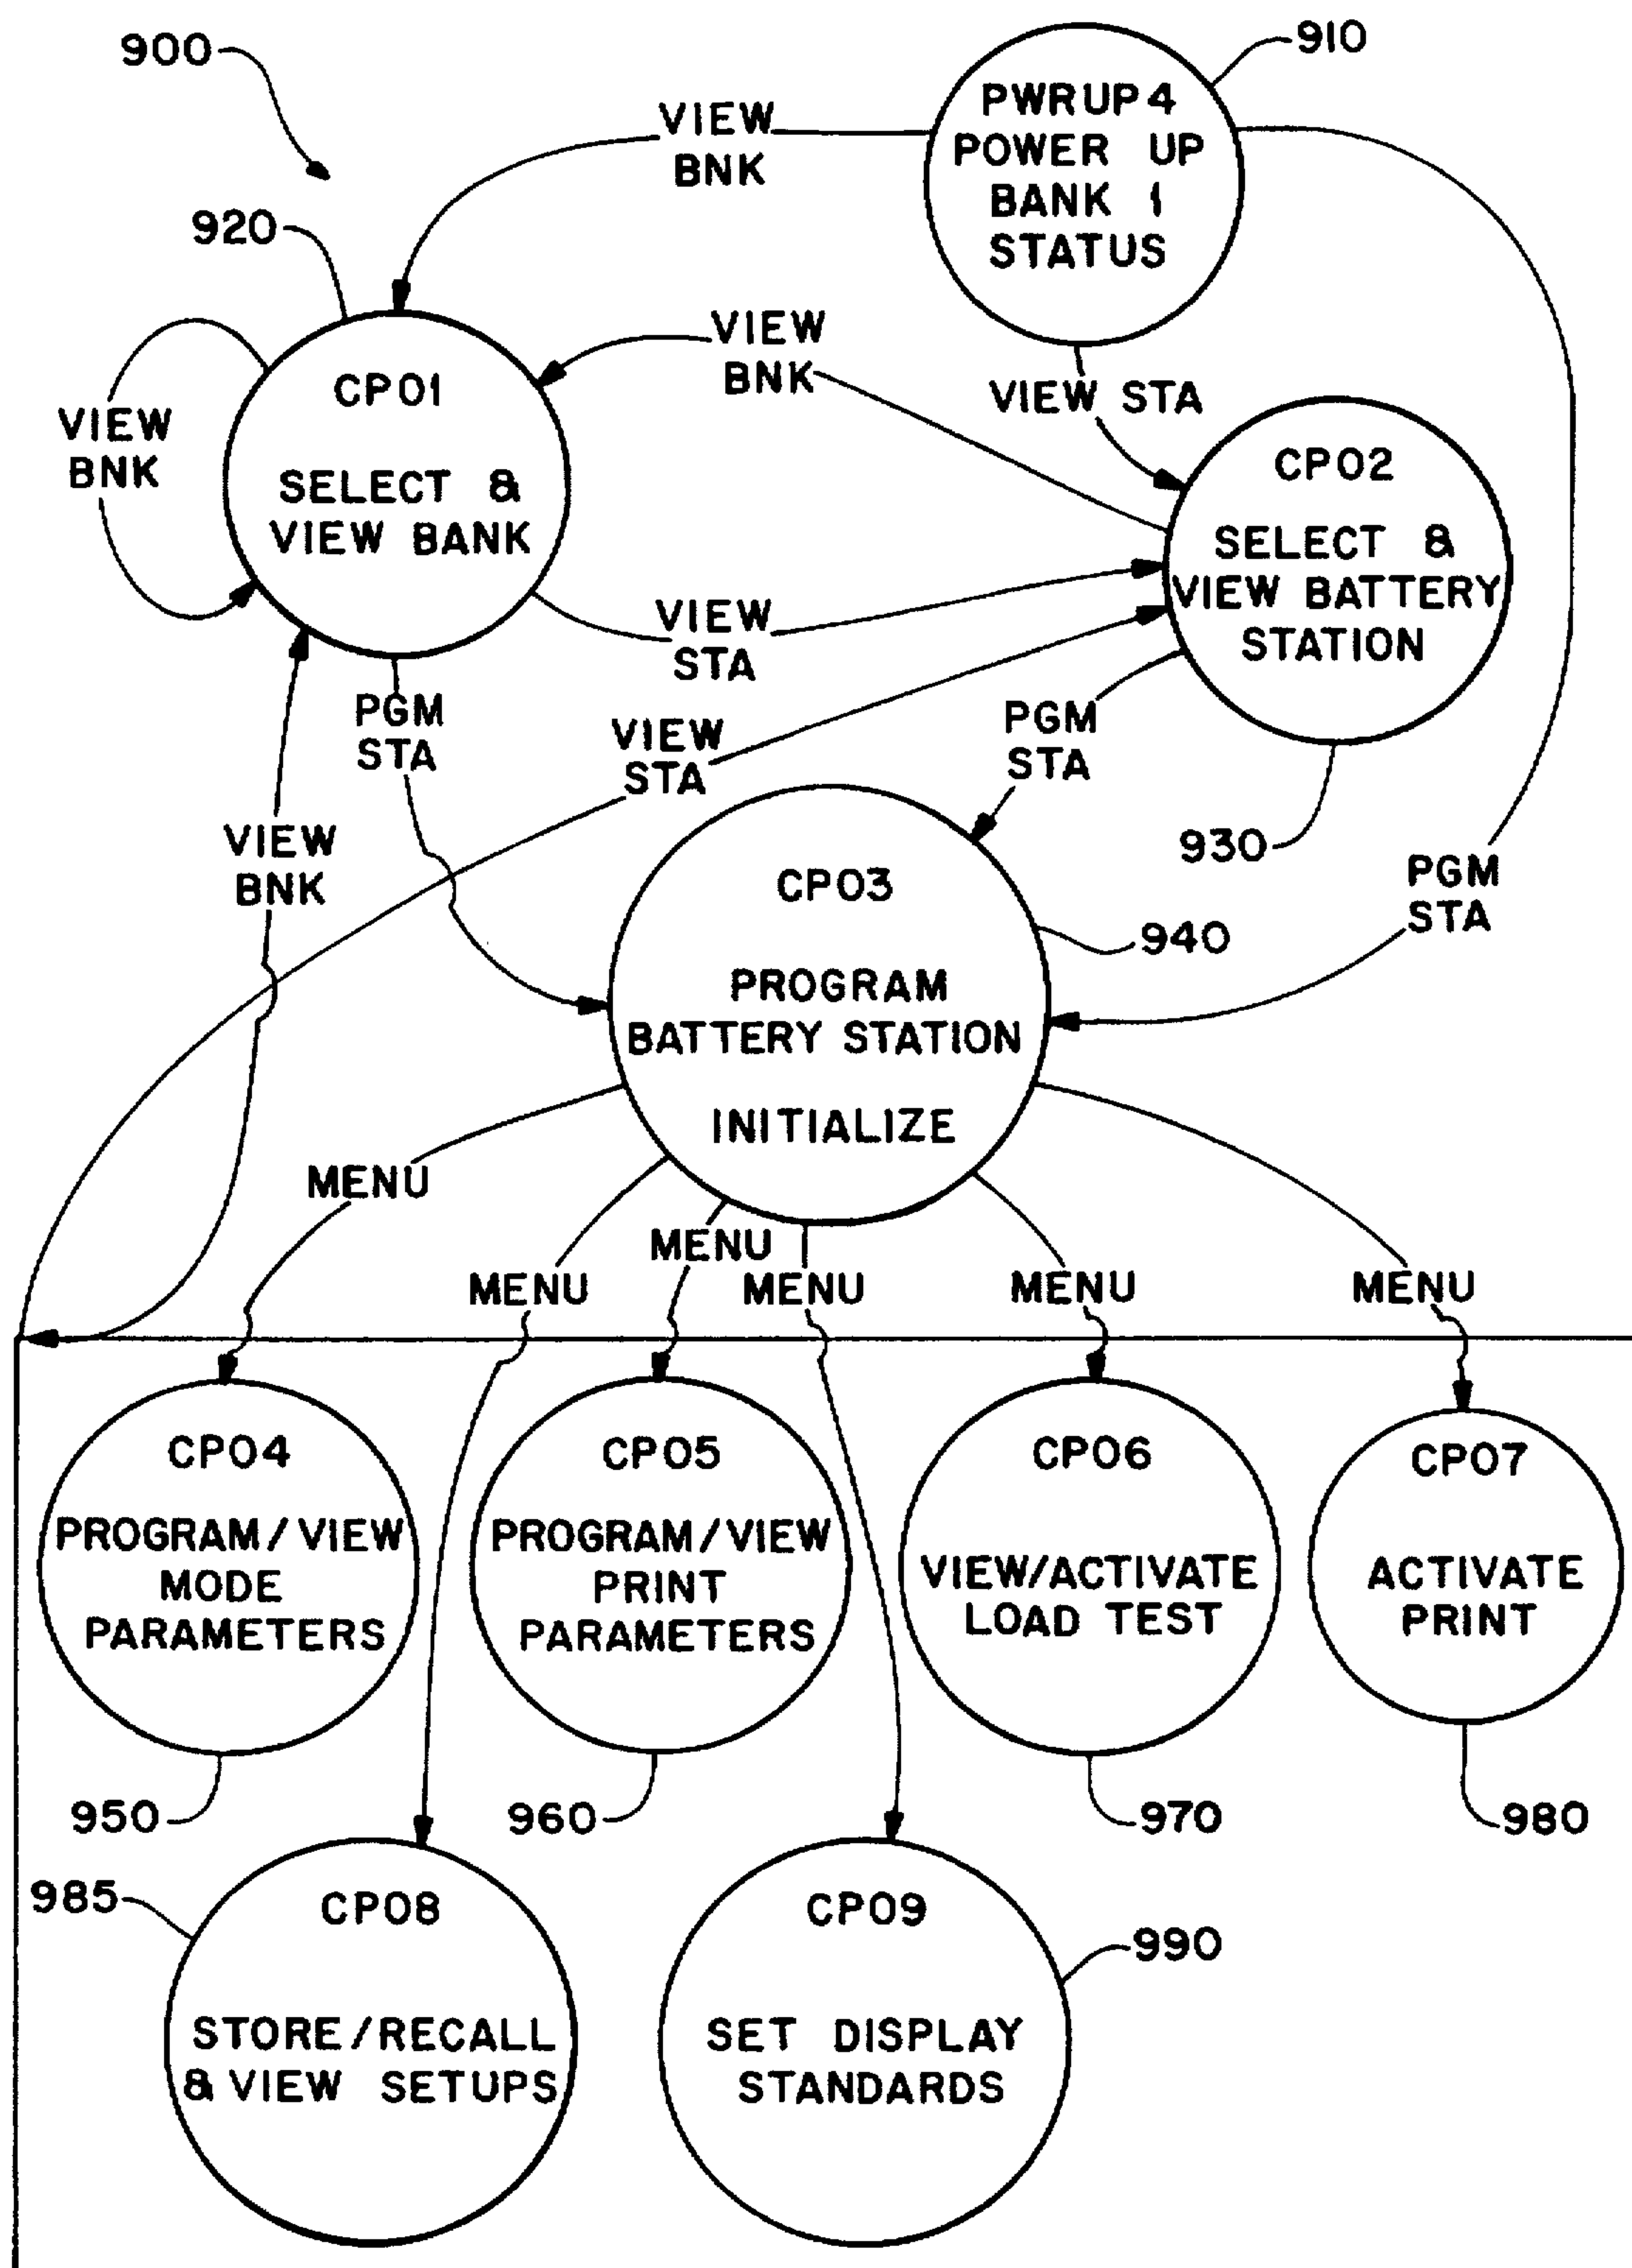 900
910
PWRUP4
POWER UP
BANK 1
STATUS
VIEW
BNK
920
VIEW
BNK
VIEW STA
CP01
SELECT &
VIEW BANK
VIEW
BNK
CP02
SELECT &
VIEW BATTERY
STATION
VIEW
STA
PGM
STA
VIEW
STA
PGM
STA
930
VIEW
BNK
PGM
STA
CP03
PROGRAM
BATTERY STATION
INITIALIZE
940
MENU
MENU
MENU
MENU
MENU
MENU
CP04
PROGRAM/VIEW
MODE
PARAMETERS
CP05
PROGRAM/VIEW
PRINT
PARAMETERS
CP06
VIEW/ACTIVATE
LOAD TEST
CP07
ACTIVATE
PRINT
950
960
970
980
985
CP08
STORE/RECALL
& VIEW SETUPS
CP09
SET DISPLAY
STANDARDS
990